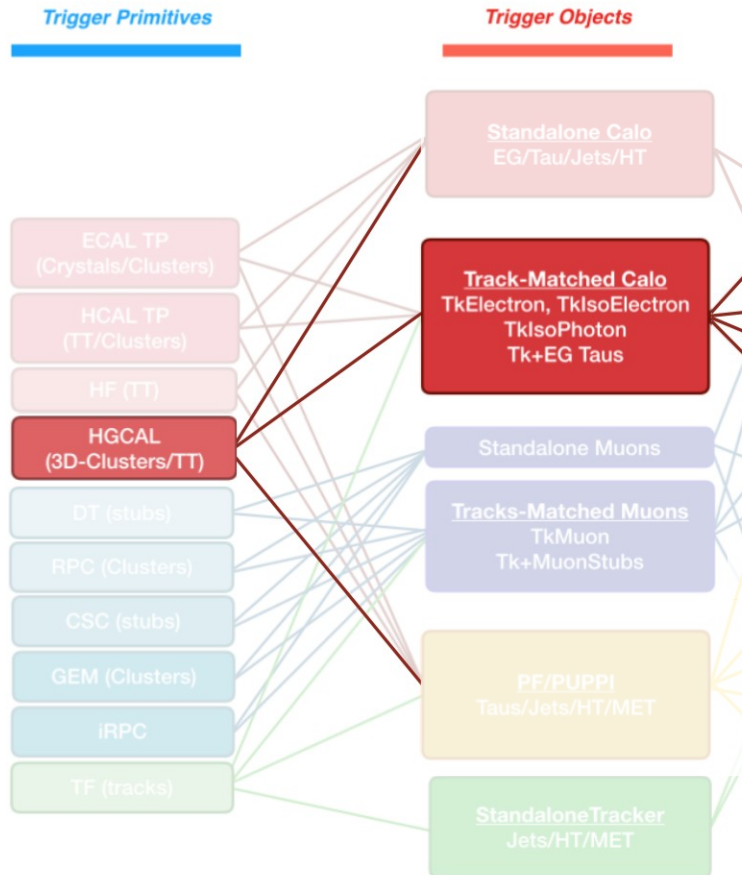 Trigger Primitives
Trigger Objects
ECAL TP
(Crystals/Clusters)
HCAL TP
(TT/Clusters)
HF (TT)
HGCAL
(3D-Clusters/TT)
DT (stubs)
RPC (Clusters)
CSC (stubs)
GEM (Clusters)
iRPC
TF (tracks)
Standalone Calo
EG/Tau/Jets/HT
Track-Matched Calo
TkElectron, TkIsoElectron
TkIsoPhoton
Tk+EG Taus
Standalone Muons
Tracks-Matched Muons
TkMuon
Tk+MuonStubs
PF/PUPPI
Taus/Jets/HT/MET
StandaloneTracker
Jets/HT/MET